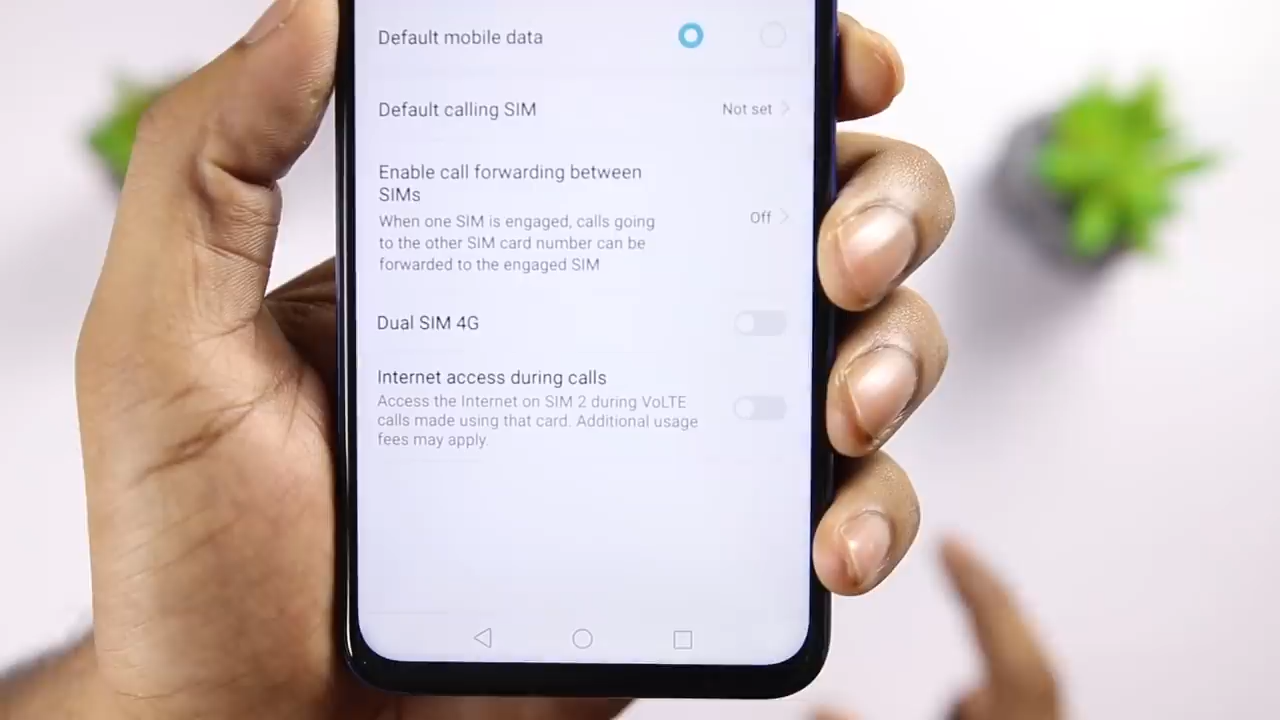 Default mobile data
Default calling SIM
Not set
Enable call forwarding between
SIMs
When one SIM is engaged, calls going
to the other SIM card number can be
forwarded to the engaged SIM
Off
Dual SIM 4G
Internet access during calls
Access the Internet on SIM 2 during VoLTE
calls made using that card. Additional usage
fees may apply.